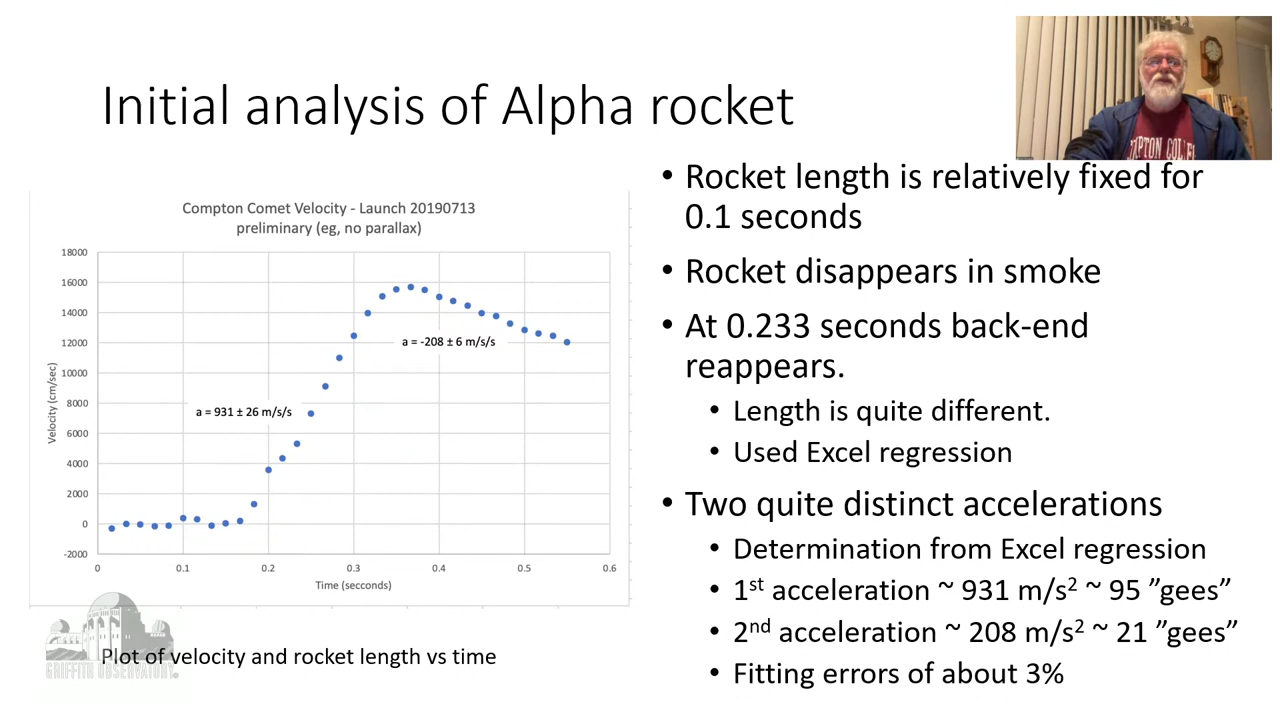 Initial analysis of Alpha rocket
Compton Comet Velocity - Launch 20190713
preliminary (eg, no parallax)
18000
16000
14000
12000
10000
8000
6000
4000
2000
0
-2000
Velocity (cm/sec)
a = 931 ± 26 m/s/s
a = -208 ± 6 m/s/s
0 0.1 0.2 0.3 0.4 0.5 0.6
Time (secconds)
Plot of velocity and rocket length vs time
GRIFFITH OBSERVATORY
• Rocket length is relatively fixed for
0.1 seconds
• Rocket disappears in smoke
• At 0.233 seconds back-end
reappears.
• Length is quite different.
• Used Excel regression
• Two quite distinct accelerations
• Determination from Excel regression
• 1st acceleration ~ 931 m/s² ~ 95 ”gees”
• 2nd acceleration ~ 208 m/s² ~ 21 ”gees”
• Fitting errors of about 3%